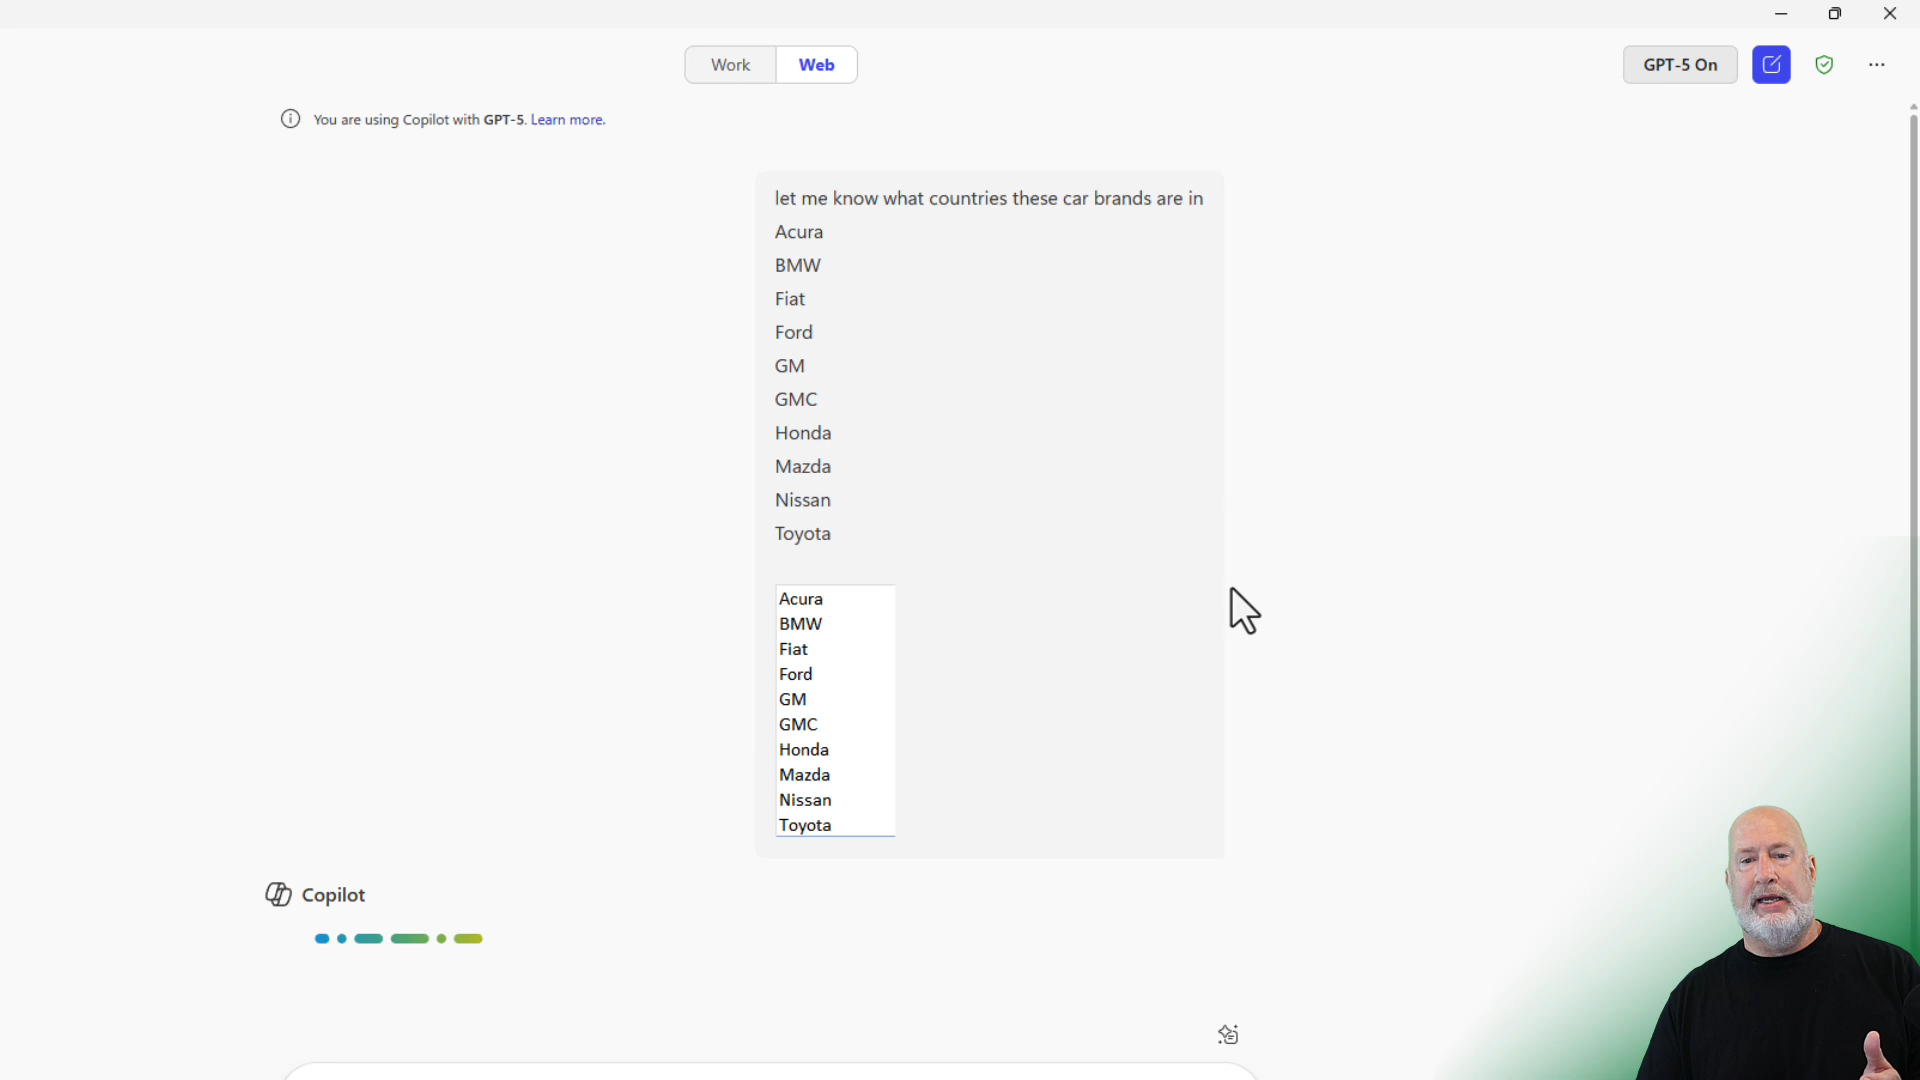 Work
Web
GPT-5 On
You are using Copilot with GPT-5. Learn more.
let me know what countries these car brands are in
Acura
BMW
Fiat
Ford
GM
GMC
Honda
Mazda
Nissan
Toyota
Acura
BMW
Fiat
Ford
GM
GMC
Honda
Mazda
Nissan
Toyota
Copilot